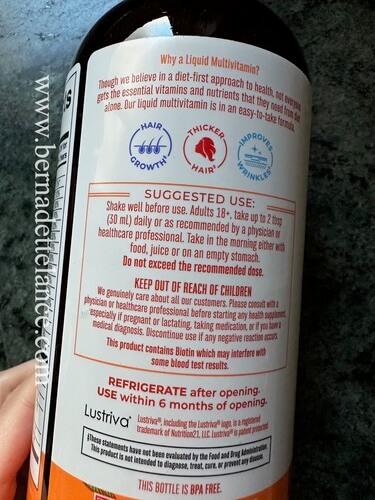 Why a Liquid Multivitamin?
Though we believe in a diet-first approach to health, not everyone
gets the essential vitamins and nutrients that they need from diet
alone. Our liquid multivitamin is in an easy-to-take formula.
HAIR
GROWTH‡
THICKER
HAIR‡
IMPROVES
WRINKLES‡
SUGGESTED USE:
Shake well before use. Adults 18+, take up to 2 tbsp
(30 mL) daily or as recommended by a physician or
healthcare professional. Take in the morning either with
food, juice or on an empty stomach.
Do not exceed the recommended dose.
KEEP OUT OF REACH OF CHILDREN
We genuinely care about all our customers. Please consult with a
physician or healthcare professional before starting any health supplement,
especially if pregnant or lactating, taking medication, or if you have a
medical diagnosis. Discontinue use if any negative reaction occurs.
This product contains Biotin which may interfere with
some blood test results.
REFRIGERATE after opening.
USE within 6 months of opening.
Lustriva®
Lustriva®, including the Lustriva® logo, is a registered
trademark of Nutrition21, LLC. Lustriva® is patent protected.
‡These statements have not been evaluated by the Food and Drug Administration.
This product is not intended to diagnose, treat, cure, or prevent any disease.
THIS BOTTLE IS BPA FREE.
www.bernadettelance.com